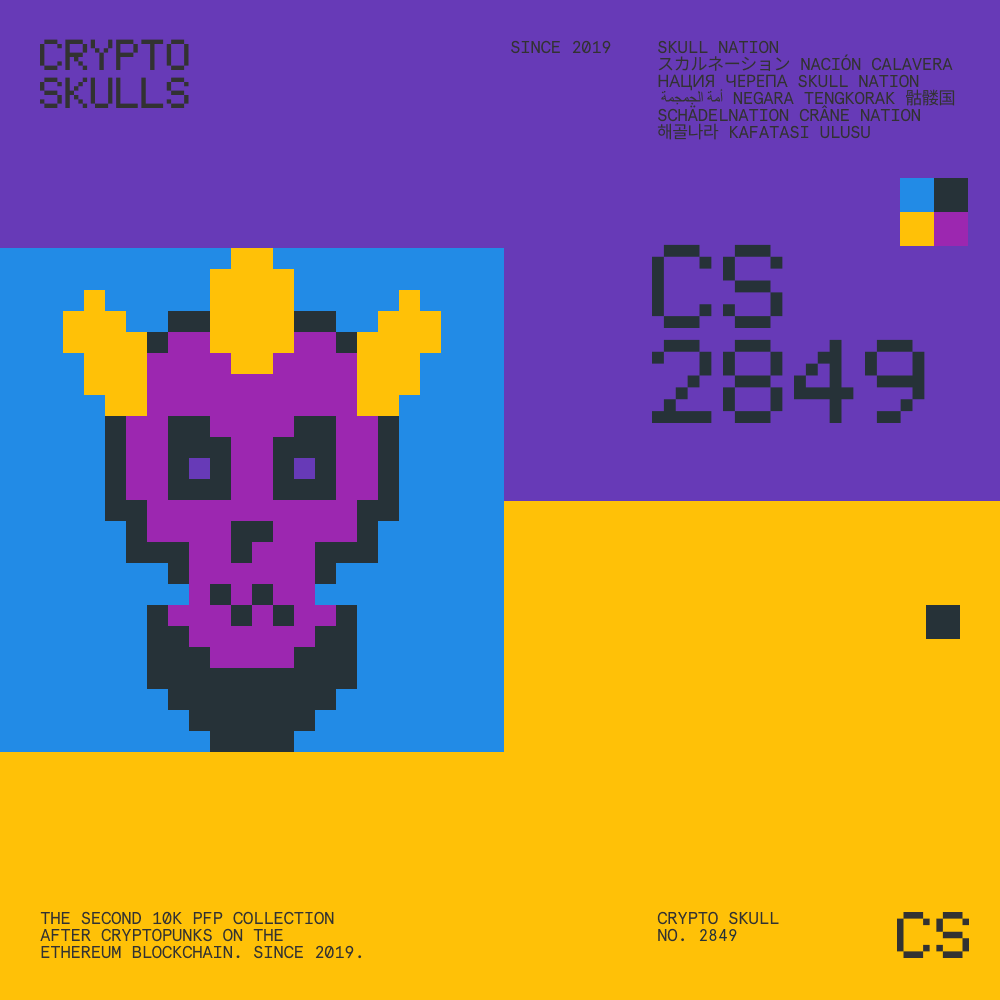 CRYPTO
SKULLS
SINCE 2019
SKULL NATION
スカルネーション NACIÓN CALAVERA
НАЦИЯ ЧЕРЕПА SKULL NATION
أمة الجمجمة NEGARA TENGKORAK 骷髅国
SCHÄDELNATION CRÂNE NATION
해골나라 KAFATASI ULUSU
CS
2849
THE SECOND 10K PFP COLLECTION
AFTER CRYPTOPUNKS ON THE
ETHEREUM BLOCKCHAIN. SINCE 2019.
CRYPTO SKULL
NO. 2849
CS